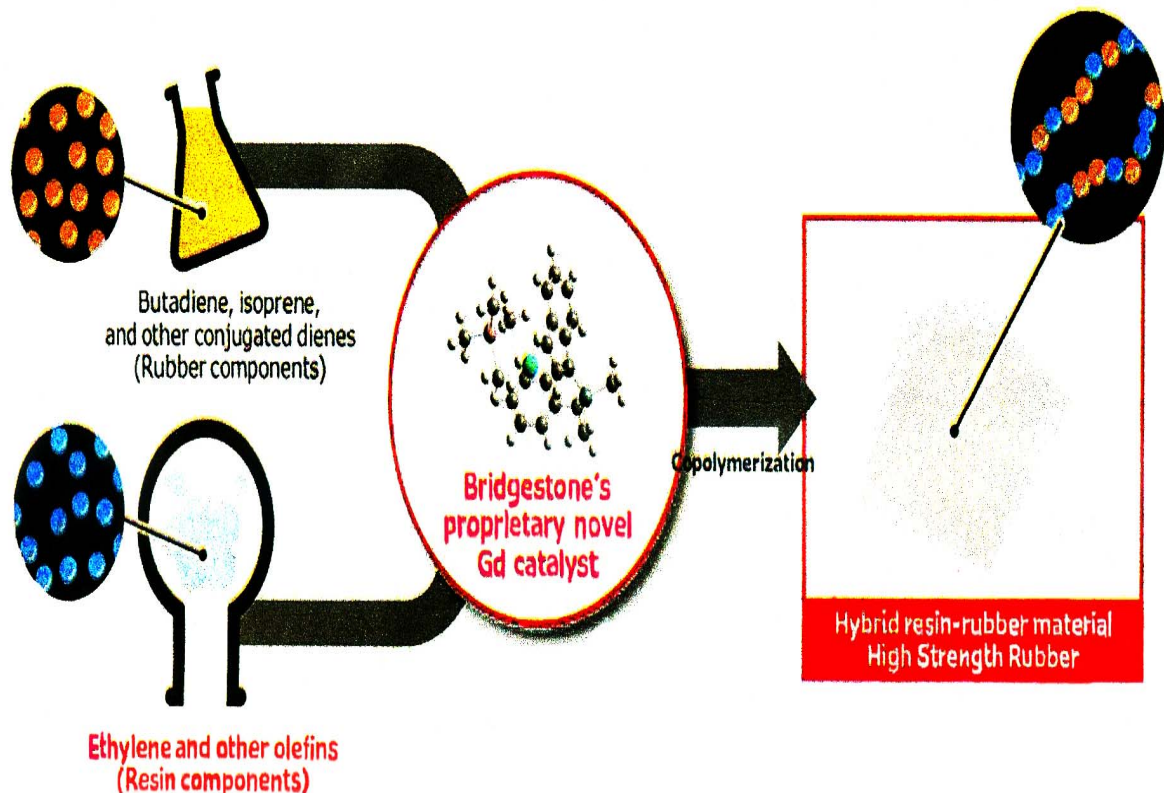 Butadiene, isoprene,
and other conjugated dienes
(Rubber components)
Ethylene and other olefins
(Resin components)
Bridgestone's
proprietary novel
Gd catalyst
Copolymerization
Hybrid resin-rubber material
High Strength Rubber